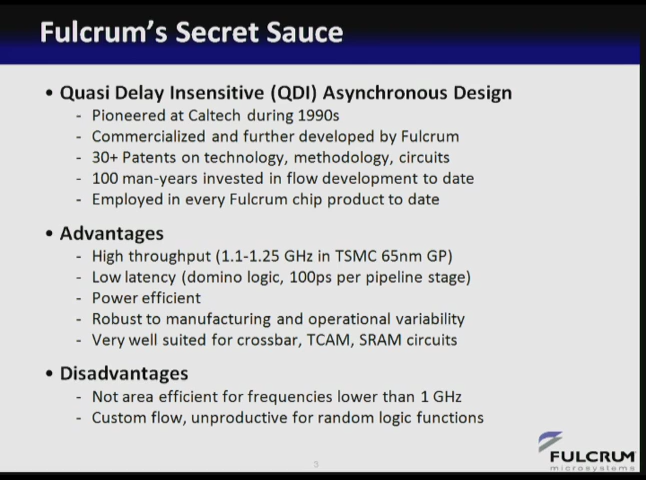 Fulcrum's Secret Sauce
• Quasi Delay Insensitive (QDI) Asynchronous Design
- Pioneered at Caltech during 1990s
- Commercialized and further developed by Fulcrum
- 30+ Patents on technology, methodology, circuits
- 100 man-years invested in flow development to date
- Employed in every Fulcrum chip product to date
• Advantages
- High throughput (1.1-1.25 GHz in TSMC 65nm GP)
- Low latency (domino logic, 100ps per pipeline stage)
- Power efficient
- Robust to manufacturing and operational variability
- Very well suited for crossbar, TCAM, SRAM circuits
• Disadvantages
- Not area efficient for frequencies lower than 1 GHz
- Custom flow, unproductive for random logic functions
3
FULCRUM
microsystems